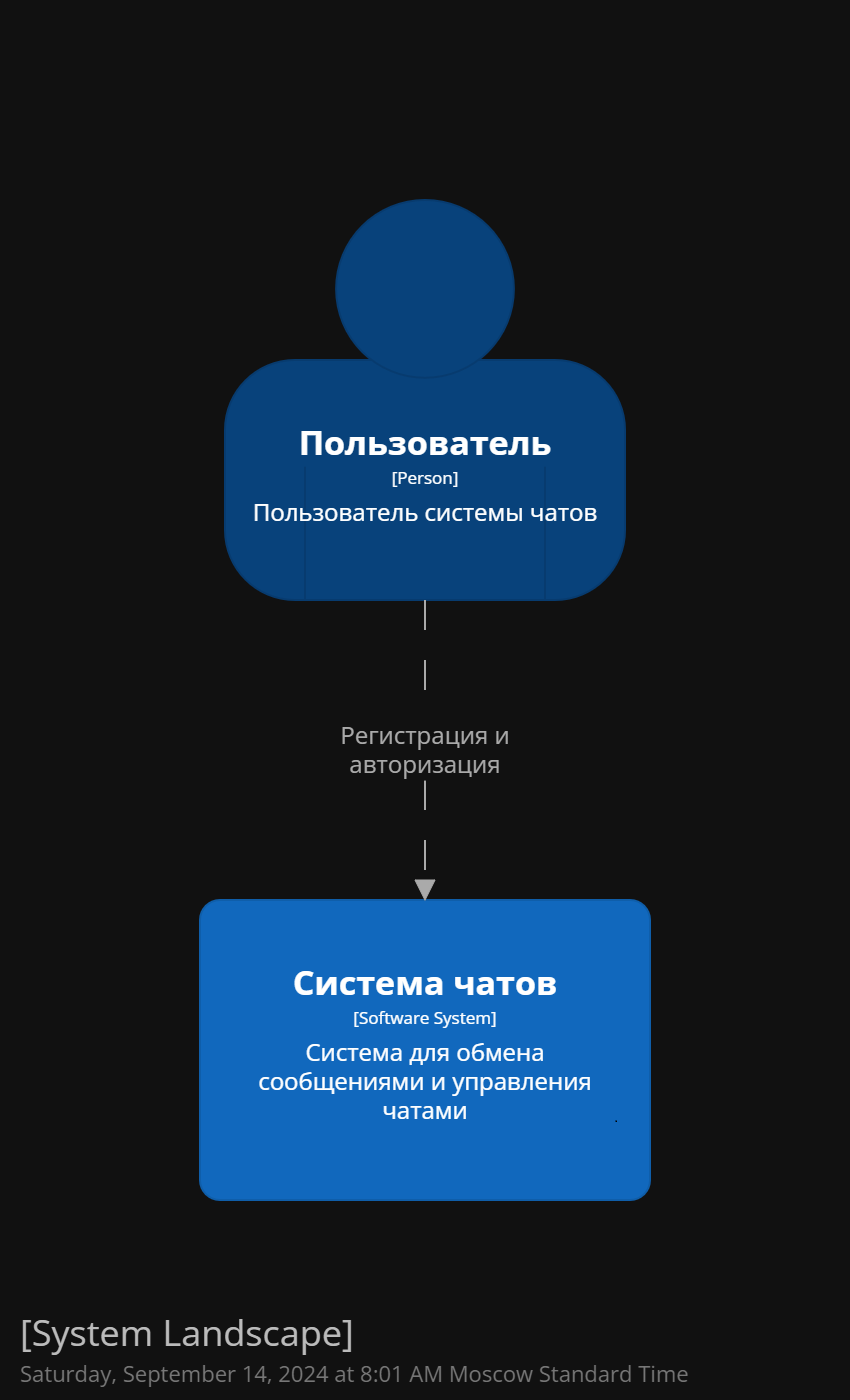 Пользователь
[Person]
Пользователь системы чатов
Регистрация и
авторизация
Система чатов
[Software System]
Система для обмена
сообщениями и управления
чатами
[System Landscape]
Saturday, September 14, 2024 at 8:01 AM Moscow Standard Time